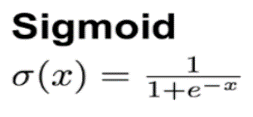 Sigmoid
σ(x) = 1/(1+e^{-x})